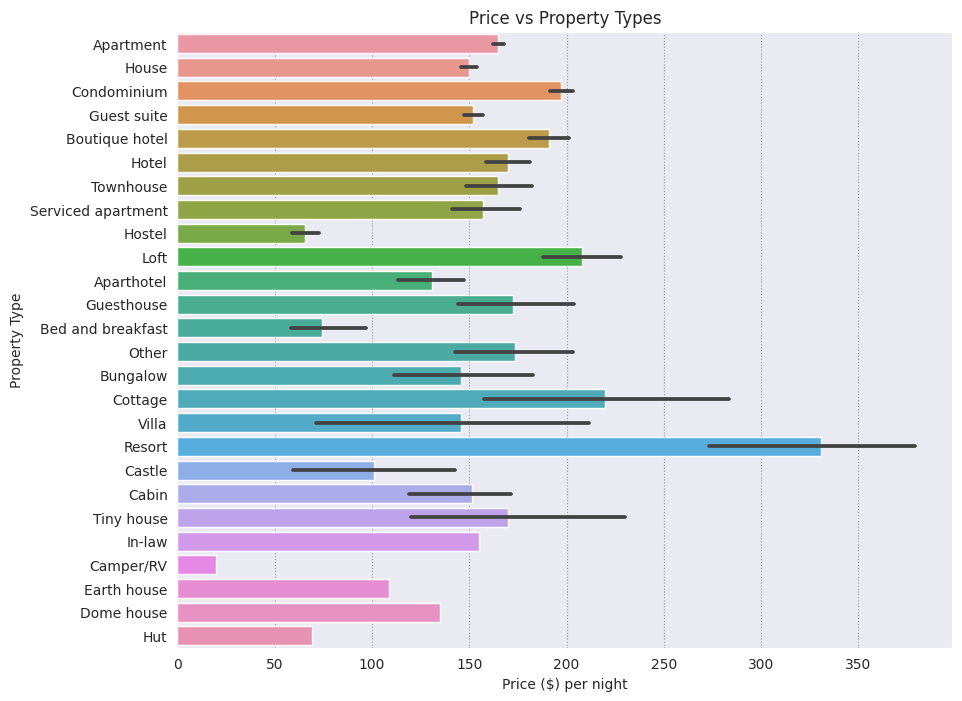 Price vs Property Types
Property Type
Apartment
House
Condominium
Guest suite
Boutique hotel
Hotel
Townhouse
Serviced apartment
Hostel
Loft
Aparthotel
Guesthouse
Bed and breakfast
Other
Bungalow
Cottage
Villa
Resort
Castle
Cabin
Tiny house
In-law
Camper/RV
Earth house
Dome house
Hut
0 50 100 150 200 250 300 350
Price ($) per night